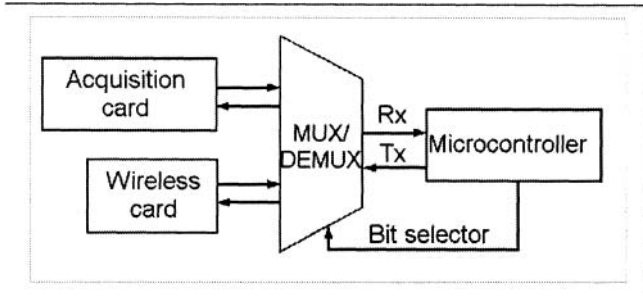 Acquisition
card
MUX/
DEMUX
Rx
Tx
Microcontroller
Wireless
card
Bit selector